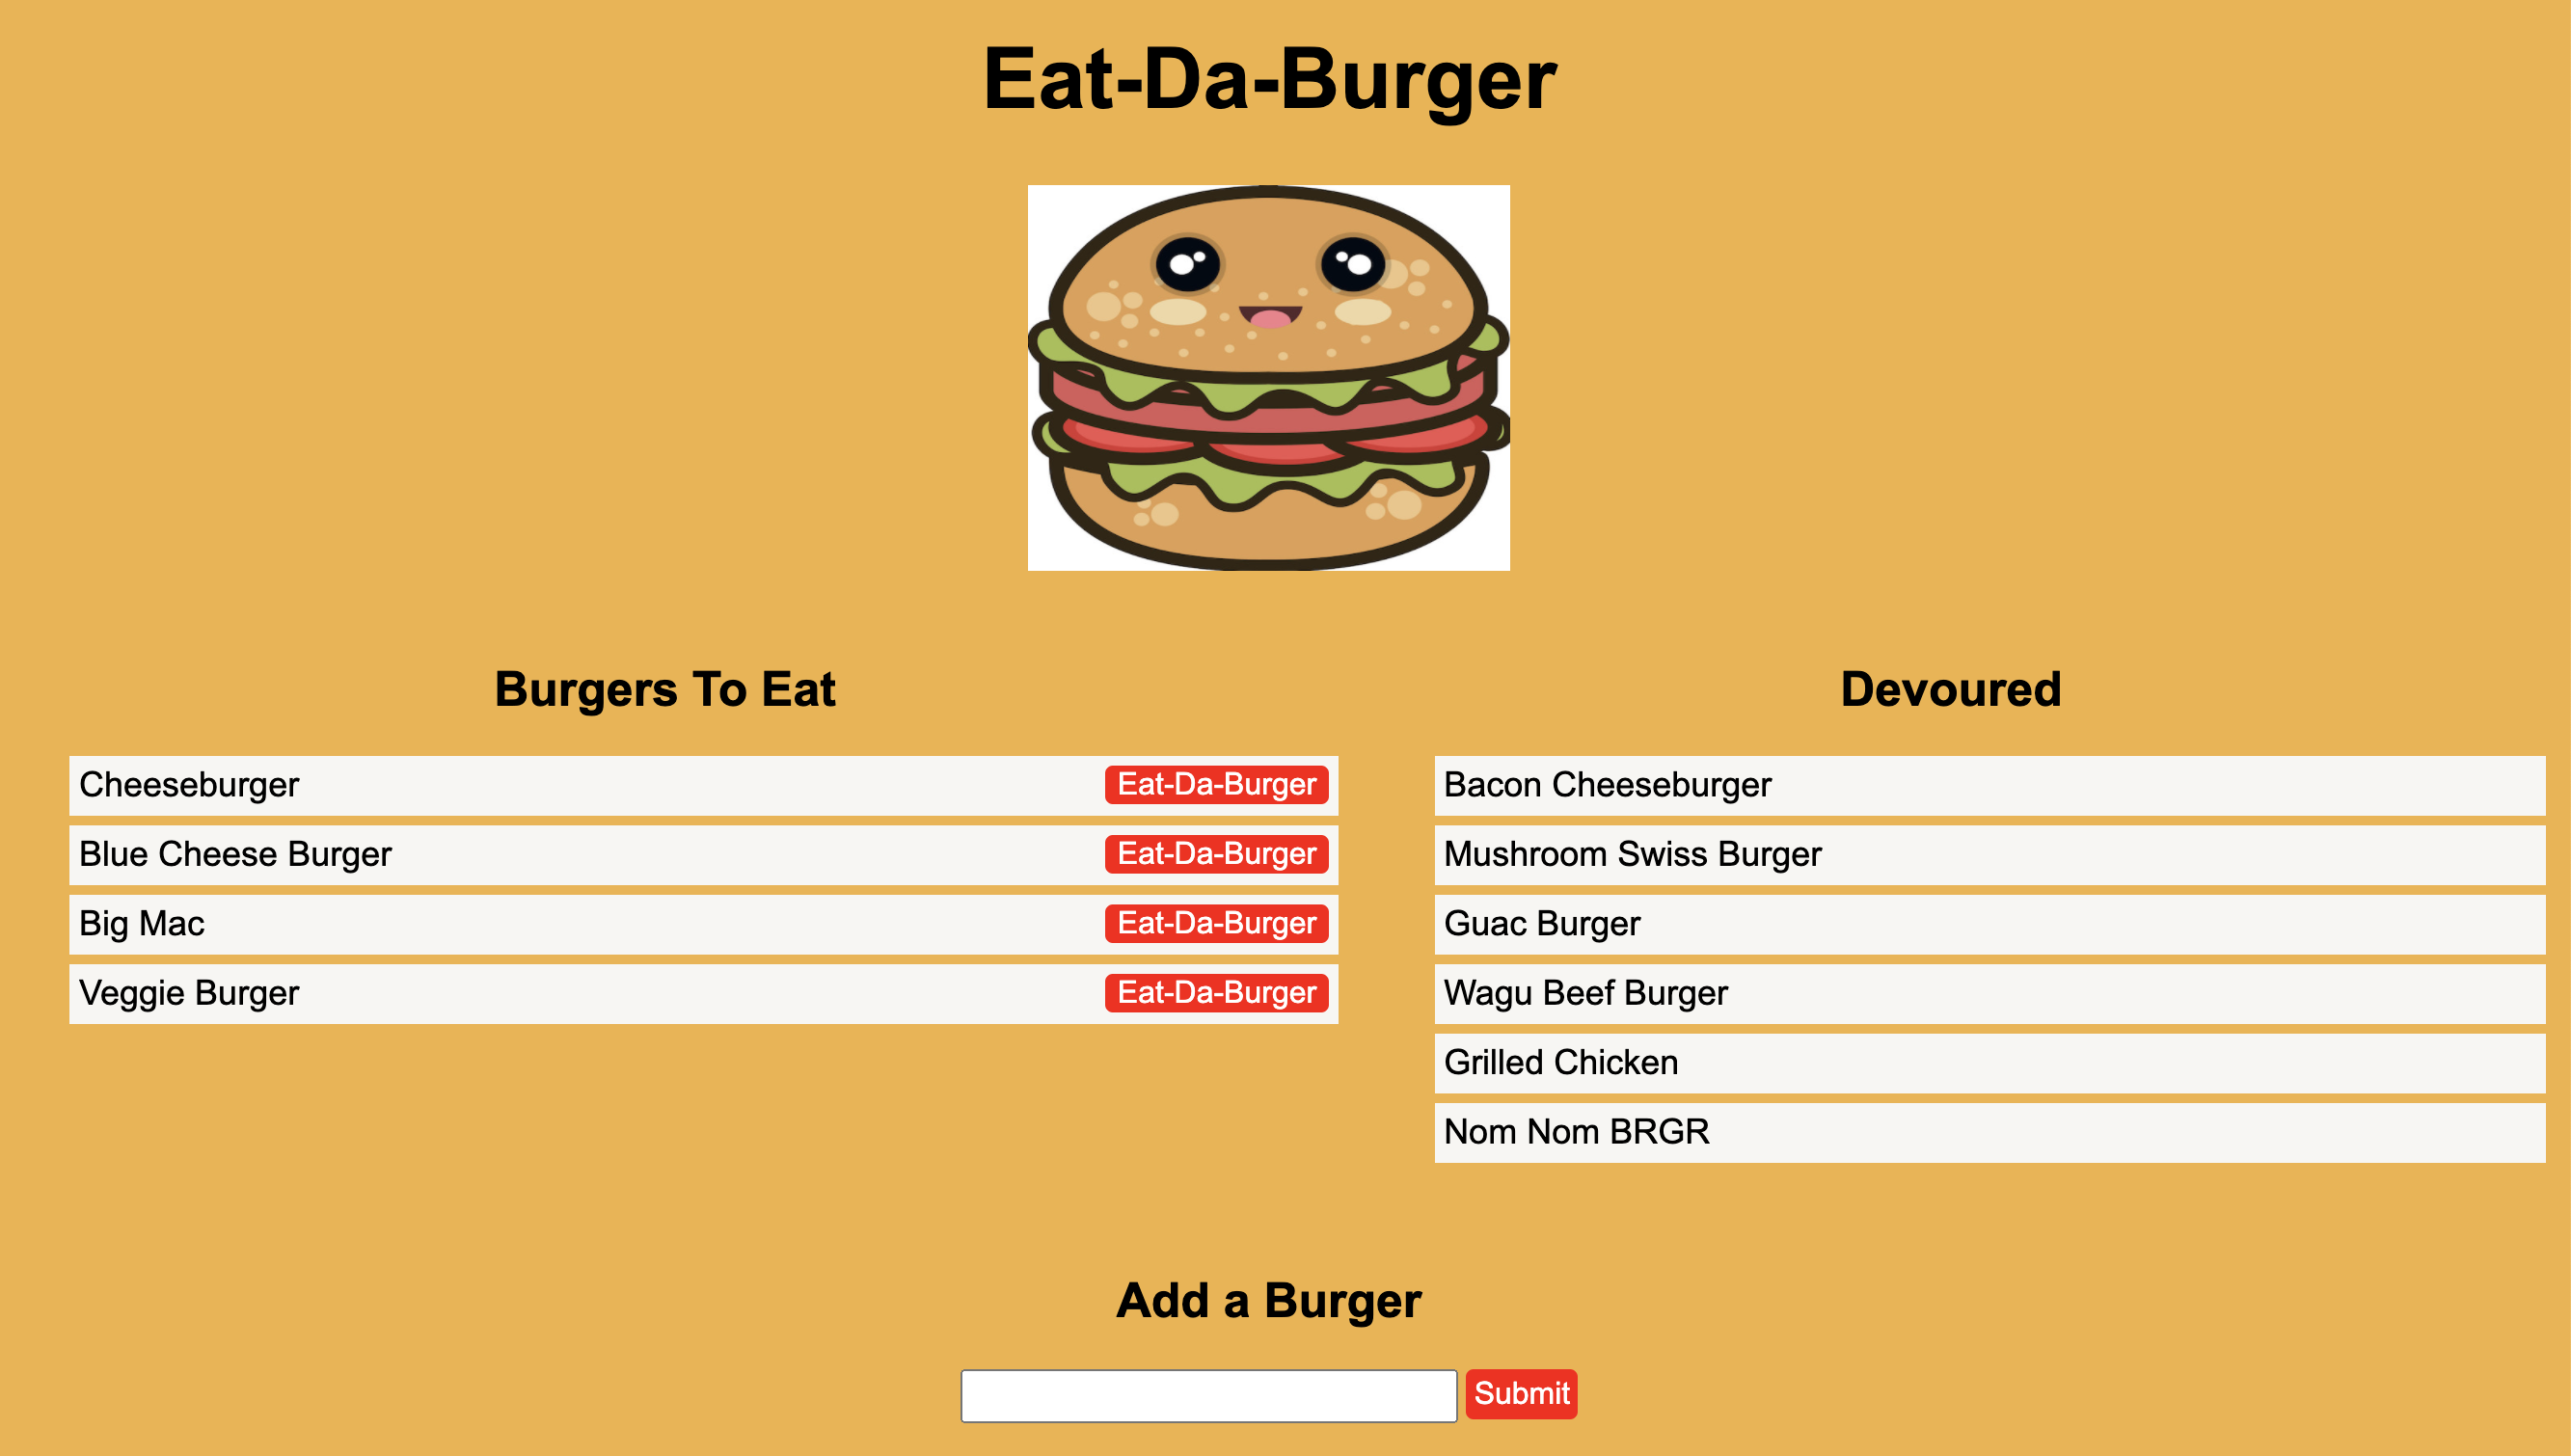 Eat-Da-Burger
Burgers To Eat
Cheeseburger Eat-Da-Burger
Blue Cheese Burger Eat-Da-Burger
Big Mac Eat-Da-Burger
Veggie Burger Eat-Da-Burger
Devoured
Bacon Cheeseburger
Mushroom Swiss Burger
Guac Burger
Wagu Beef Burger
Grilled Chicken
Nom Nom BRGR
Add a Burger
Submit